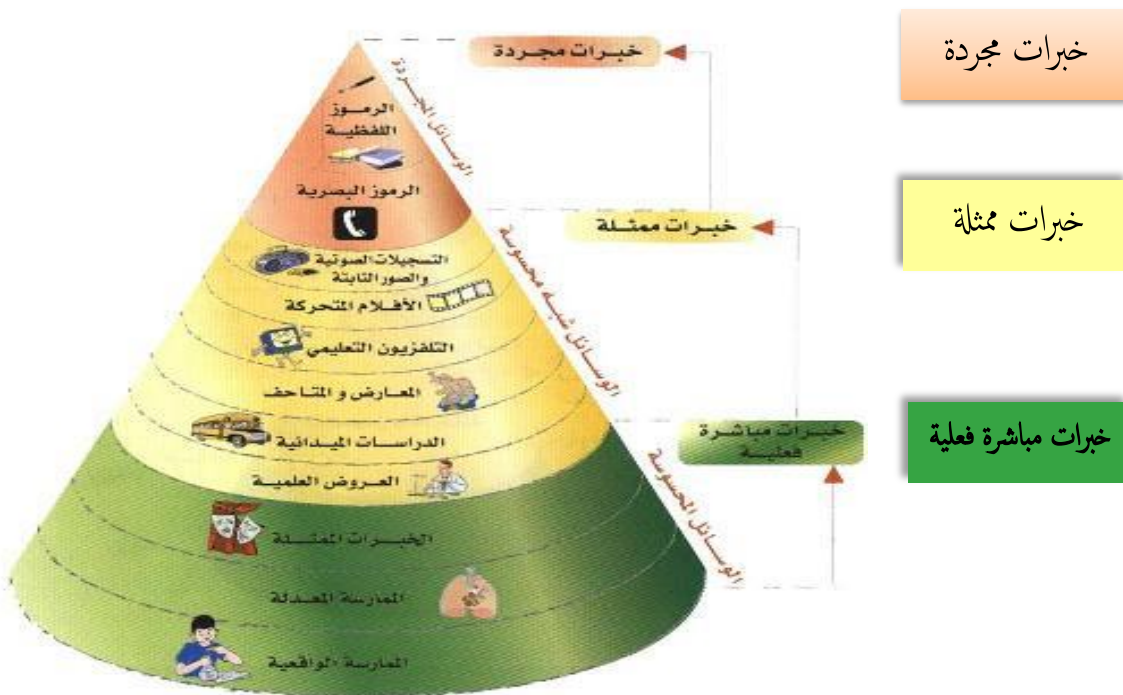 خبرات مجردة
خبرات مجردة
الوسائل المجردة
الرموز
اللفظية
الرموز البصرية
خبرات ممثلة
خبرات ممثلة
الوسائل شبه محسوسة
التسجيلات الصوتية
والصور الثابتة
الأفلام المتحركة
التلفزيون التعليمي
المعارض و المتاحف
الدراسات الميدانية
العروض العلمية
خبرات مباشرة فعلية
خبرات مباشرة
فعلية
الوسائل المحسوسة
الخبرات الممثلة
الممارسة المعدلة
الممارسة الواقعية